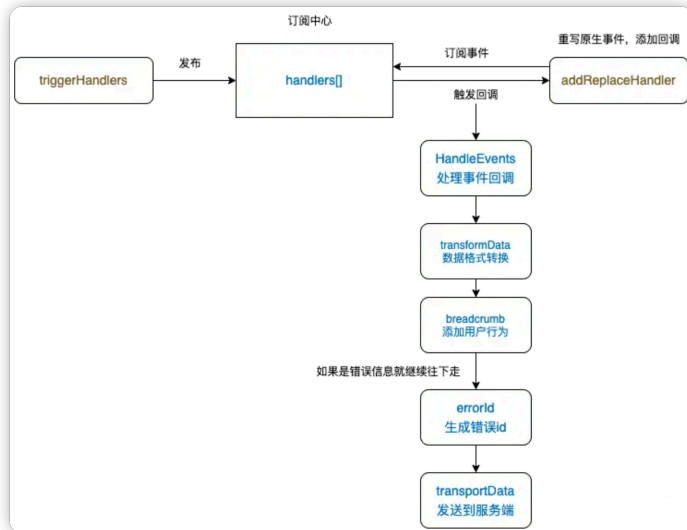 订阅中心
重写原生事件，添加回调
发布
订阅事件
triggerHandlers
handlers[]
addReplaceHandler
触发回调
HandleEvents
处理事件回调
transformData
数据格式转换
breadcrumb
添加用户行为
如果是错误信息就继续往下走
errorId
生成错误id
transportData
发送到服务端